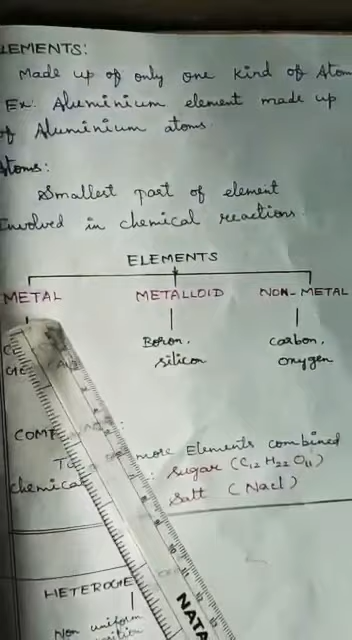 LEMENTS:
Made up of only one kind of Atom
Ex: Aluminium element made up
of Aluminium atoms.
Atoms:
Smallest part of element
Involved in chemical reactions.
ELEMENTS
METAL METALLOID NON-METAL
Boron, carbon,
silicon oxygen
COM
more Elements combined
chemical
: sugar (C12 H22 O11)
Salt (Nacl)
HETEROGE
Non uniform
NATA